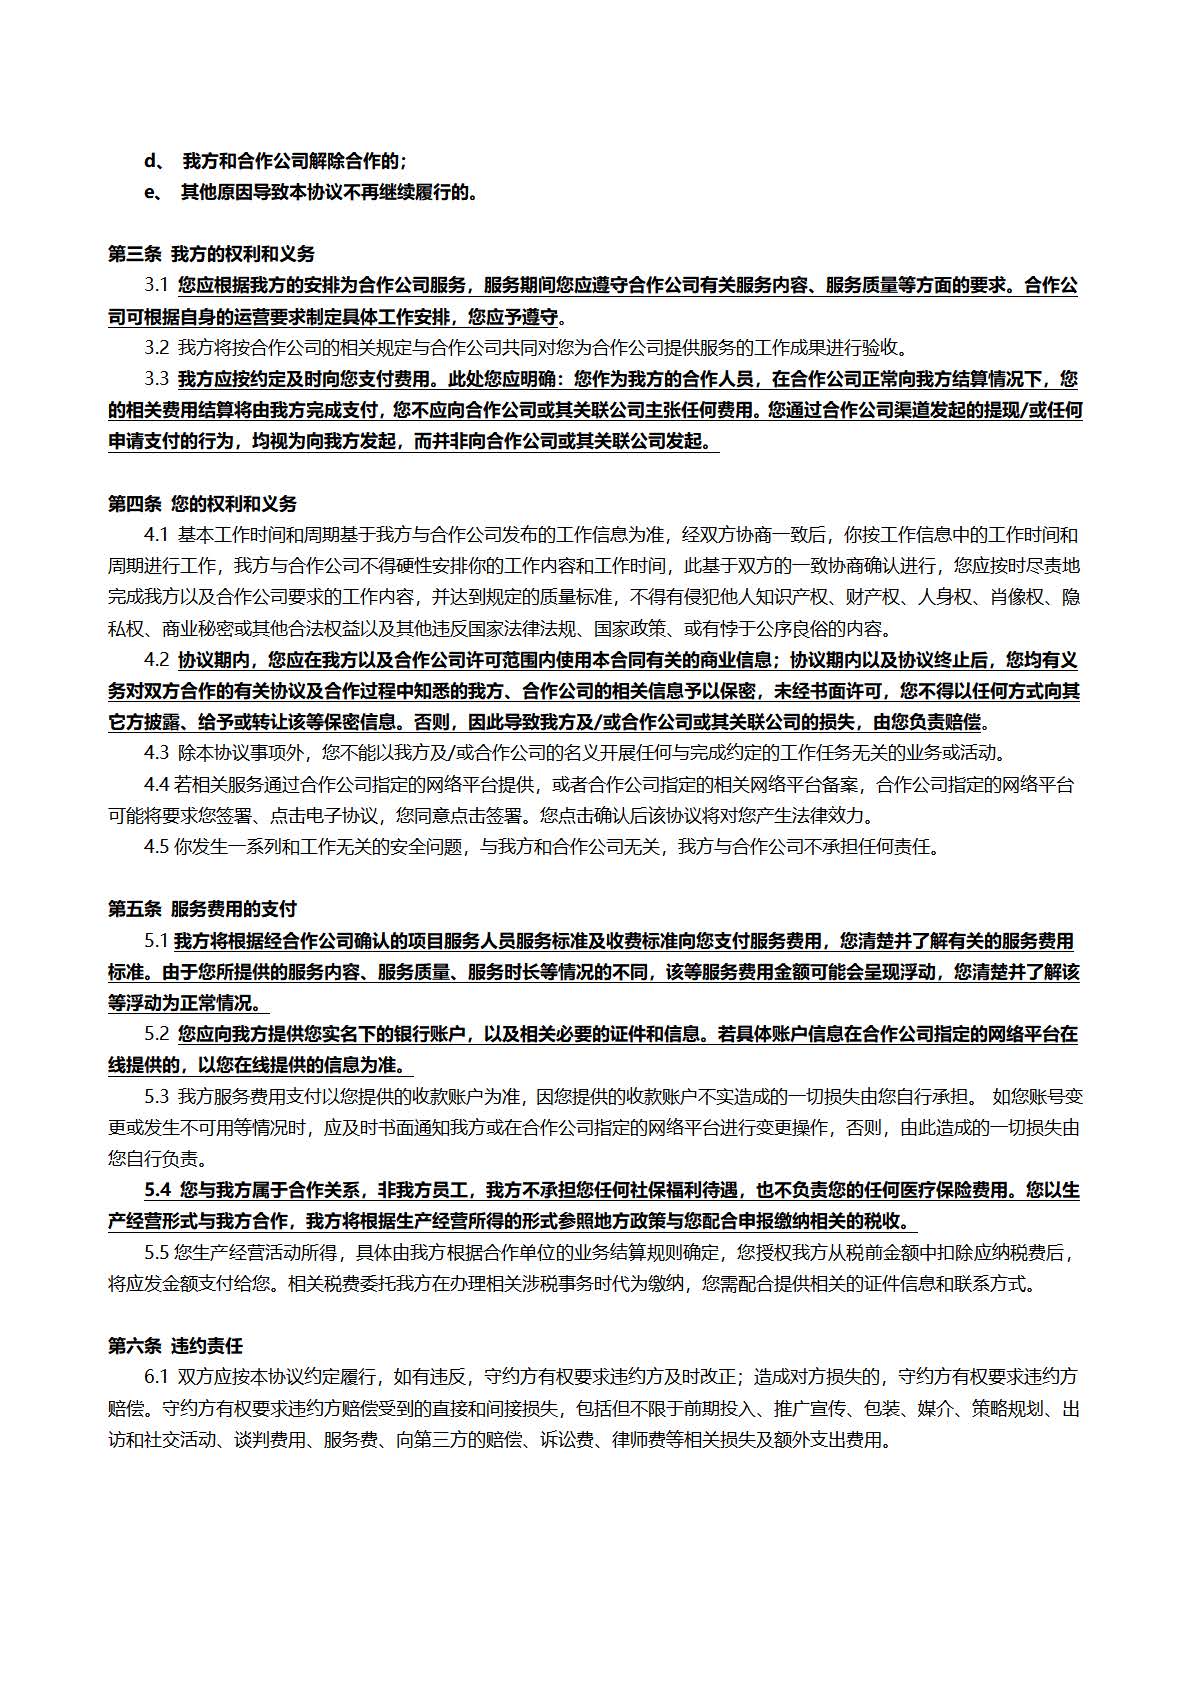 d、 我方和合作公司解除合作的；
e、 其他原因导致本协议不再继续履行的。
第三条 我方的权利和义务
3.1 您应根据我方的安排为合作公司服务，服务期间您应遵守合作公司有关服务内容、服务质量等方面的要求。合作公
司可根据自身的运营要求制定具体工作安排，您应予遵守。
3.2 我方将按合作公司的相关规定与合作公司共同对您为合作公司提供服务的工作成果进行验收。
3.3 我方应按约定及时向您支付费用。此处您应明确：您作为我方的合作人员，在合作公司正常向我方结算情况下，您
的相关费用结算将由我方完成支付，您不应向合作公司或其关联公司主张任何费用。您通过合作公司渠道发起的提现/或任何
申请支付的行为，均视为向我方发起，而并非向合作公司或其关联公司发起。
第四条 您的权利和义务
4.1 基本工作时间和周期基于我方与合作公司发布的工作信息为准，经双方协商一致后，你按工作信息中的工作时间和
周期进行工作，我方与合作公司不得硬性安排你的工作内容和工作时间，此基于双方的一致协商确认进行，您应按时尽责地
完成我方以及合作公司要求的工作内容，并达到规定的质量标准，不得有侵犯他人知识产权、财产权、人身权、肖像权、隐
私权、商业秘密或其他合法权益以及其他违反国家法律法规、国家政策、或有悖于公序良俗的内容。
4.2 协议期内，您应在我方以及合作公司许可范围内使用本合同有关的商业信息；协议期内以及协议终止后，您均有义
务对双方合作的有关协议及合作过程中知悉的我方、合作公司的相关信息予以保密，未经书面许可，您不得以任何方式向其
它方披露、给予或转让该等保密信息。否则，因此导致我方及/或合作公司或其关联公司的损失，由您负责赔偿。
4.3 除本协议事项外，您不能以我方及/或合作公司的名义开展任何与完成约定的工作任务无关的业务或活动。
4.4 若相关服务通过合作公司指定的网络平台提供，或者合作公司指定的相关网络平台备案，合作公司指定的网络平台
可能将要求您签署、点击电子协议，您同意点击签署。您点击确认后该协议将对您产生法律效力。
4.5 你发生一系列和工作无关的安全问题，与我方和合作公司无关，我方与合作公司不承担任何责任。
第五条 服务费用的支付
5.1 我方将根据经合作公司确认的项目服务人员服务标准及收费标准向您支付服务费用，您清楚并了解有关的服务费用
标准。由于您所提供的服务内容、服务质量、服务时长等情况的不同，该等服务费用金额可能会呈现浮动，您清楚并了解该
等浮动为正常情况。
5.2 您应向我方提供您实名下的银行账户，以及相关必要的证件和信息。若具体账户信息在合作公司指定的网络平台在
线提供的，以您在线提供的信息为准。
5.3 我方服务费用支付以您提供的收款账户为准，因您提供的收款账户不实造成的一切损失由您自行承担。 如您账号变
更或发生不可用等情况时，应及时书面通知我方或在合作公司指定的网络平台进行变更操作，否则，由此造成的一切损失由
您自行负责。
5.4 您与我方属于合作关系，非我方员工，我方不承担您任何社保福利待遇，也不负责您的任何医疗保险费用。您以生
产经营形式与我方合作，我方将根据生产经营所得的形式参照地方政策与您配合申报缴纳相关的税收。
5.5 您生产经营活动所得，具体由我方根据合作单位的业务结算规则确定，您授权我方从税前金额中扣除应纳税费后，
将应发金额支付给您。相关税费委托我方在办理相关涉税事务时代为缴纳，您需配合提供相关的证件信息和联系方式。
第六条 违约责任
6.1 双方应按本协议约定履行，如有违反，守约方有权要求违约方及时改正；造成对方损失的，守约方有权要求违约方
赔偿。守约方有权要求违约方赔偿受到的直接和间接损失，包括但不限于前期投入、推广宣传、包装、媒介、策略规划、出
访和社交活动、谈判费用、服务费、向第三方的赔偿、诉讼费、律师费等相关损失及额外支出费用。